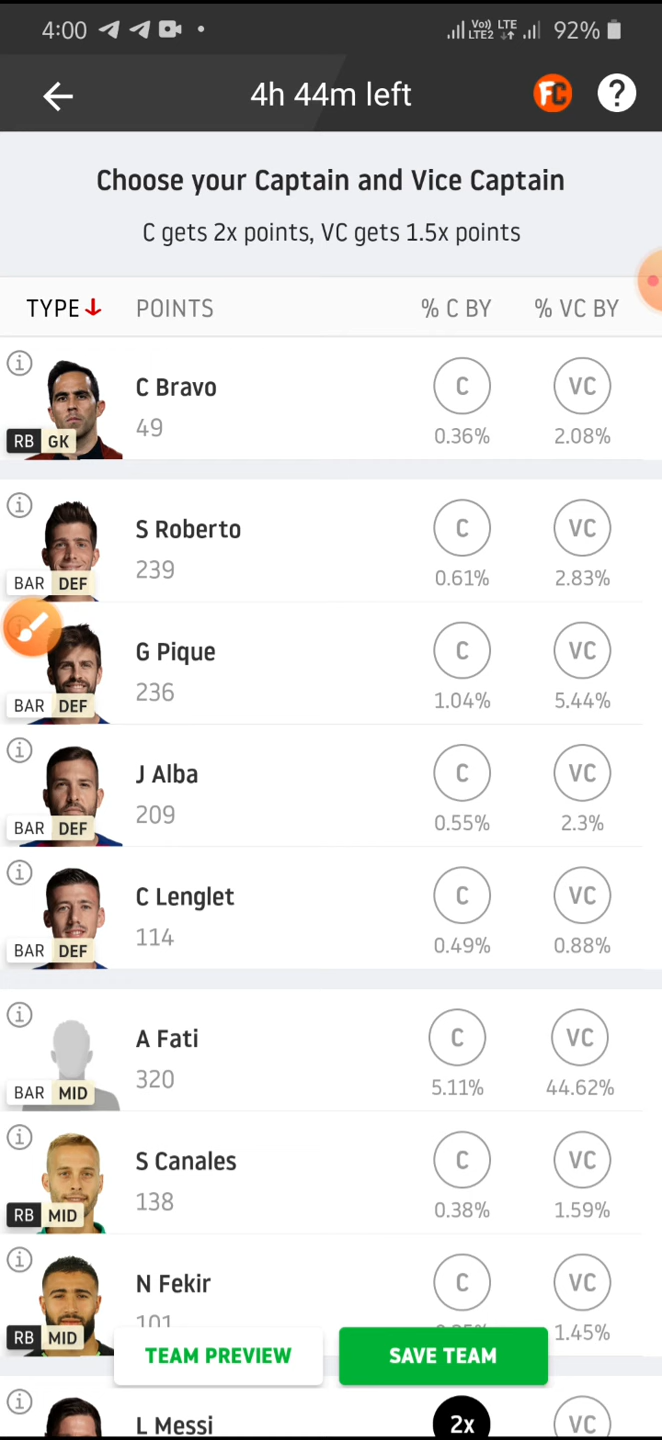 4:00 Vo)) LTE LTE2 92%
4h 44m left FC ?
Choose your Captain and Vice Captain
C gets 2x points, VC gets 1.5x points
TYPE POINTS % C BY % VC BY
C Bravo C VC
49 0.36% 2.08%
RB GK
S Roberto C VC
239 0.61% 2.83%
BAR DEF
G Pique C VC
236 1.04% 5.44%
BAR DEF
J Alba C VC
209 0.55% 2.3%
BAR DEF
C Lenglet C VC
114 0.49% 0.88%
BAR DEF
A Fati C VC
320 5.11% 44.62%
BAR MID
S Canales C VC
138 0.38% 1.59%
RB MID
N Fekir C VC
101 1.45%
RB MID
TEAM PREVIEW SAVE TEAM
L Messi 2x VC